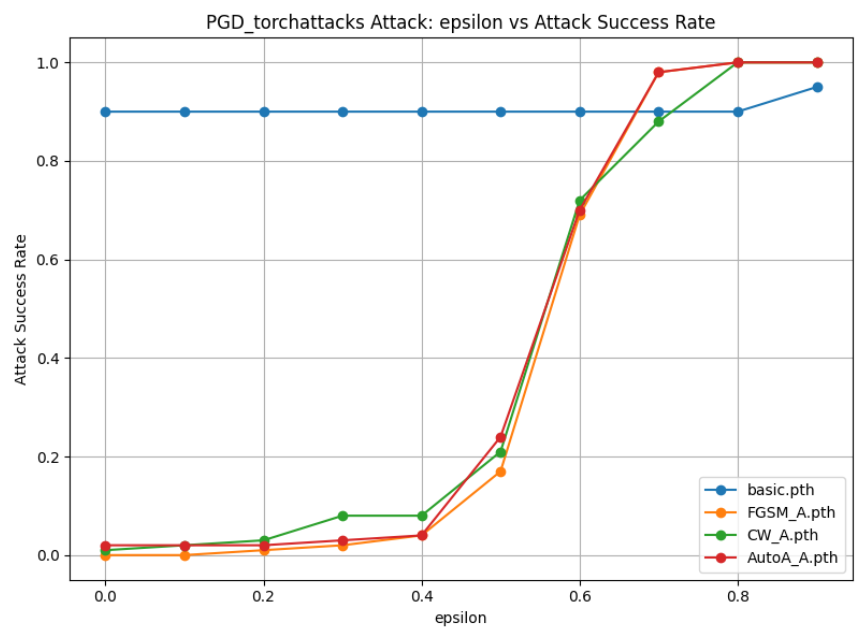 PGD_torchattacks Attack: epsilon vs Attack Success Rate
Attack Success Rate
1.0
0.8
0.6
0.4
0.2
0.0
basic.pth
FGSM_A.pth
CW_A.pth
AutoA_A.pth
0.0 0.2 0.4 0.6 0.8
epsilon